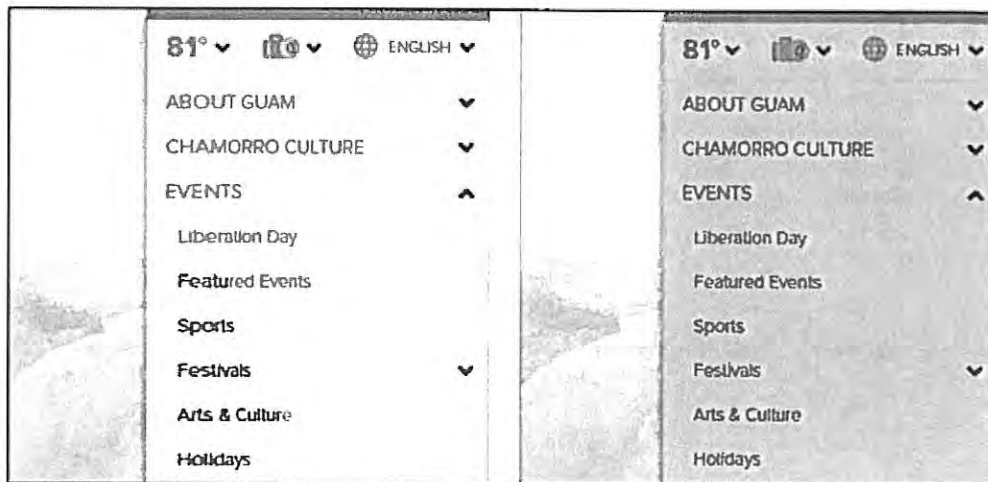 81° ENGLISH
ABOUT GUAM
CHAMORRO CULTURE
EVENTS
Liberation Day
Featured Events
Sports
Festivals
Arts & Culture
Holidays
81° ENGLISH
ABOUT GUAM
CHAMORRO CULTURE
EVENTS
Liberation Day
Featured Events
Sports
Festivals
Arts & Culture
Holidays